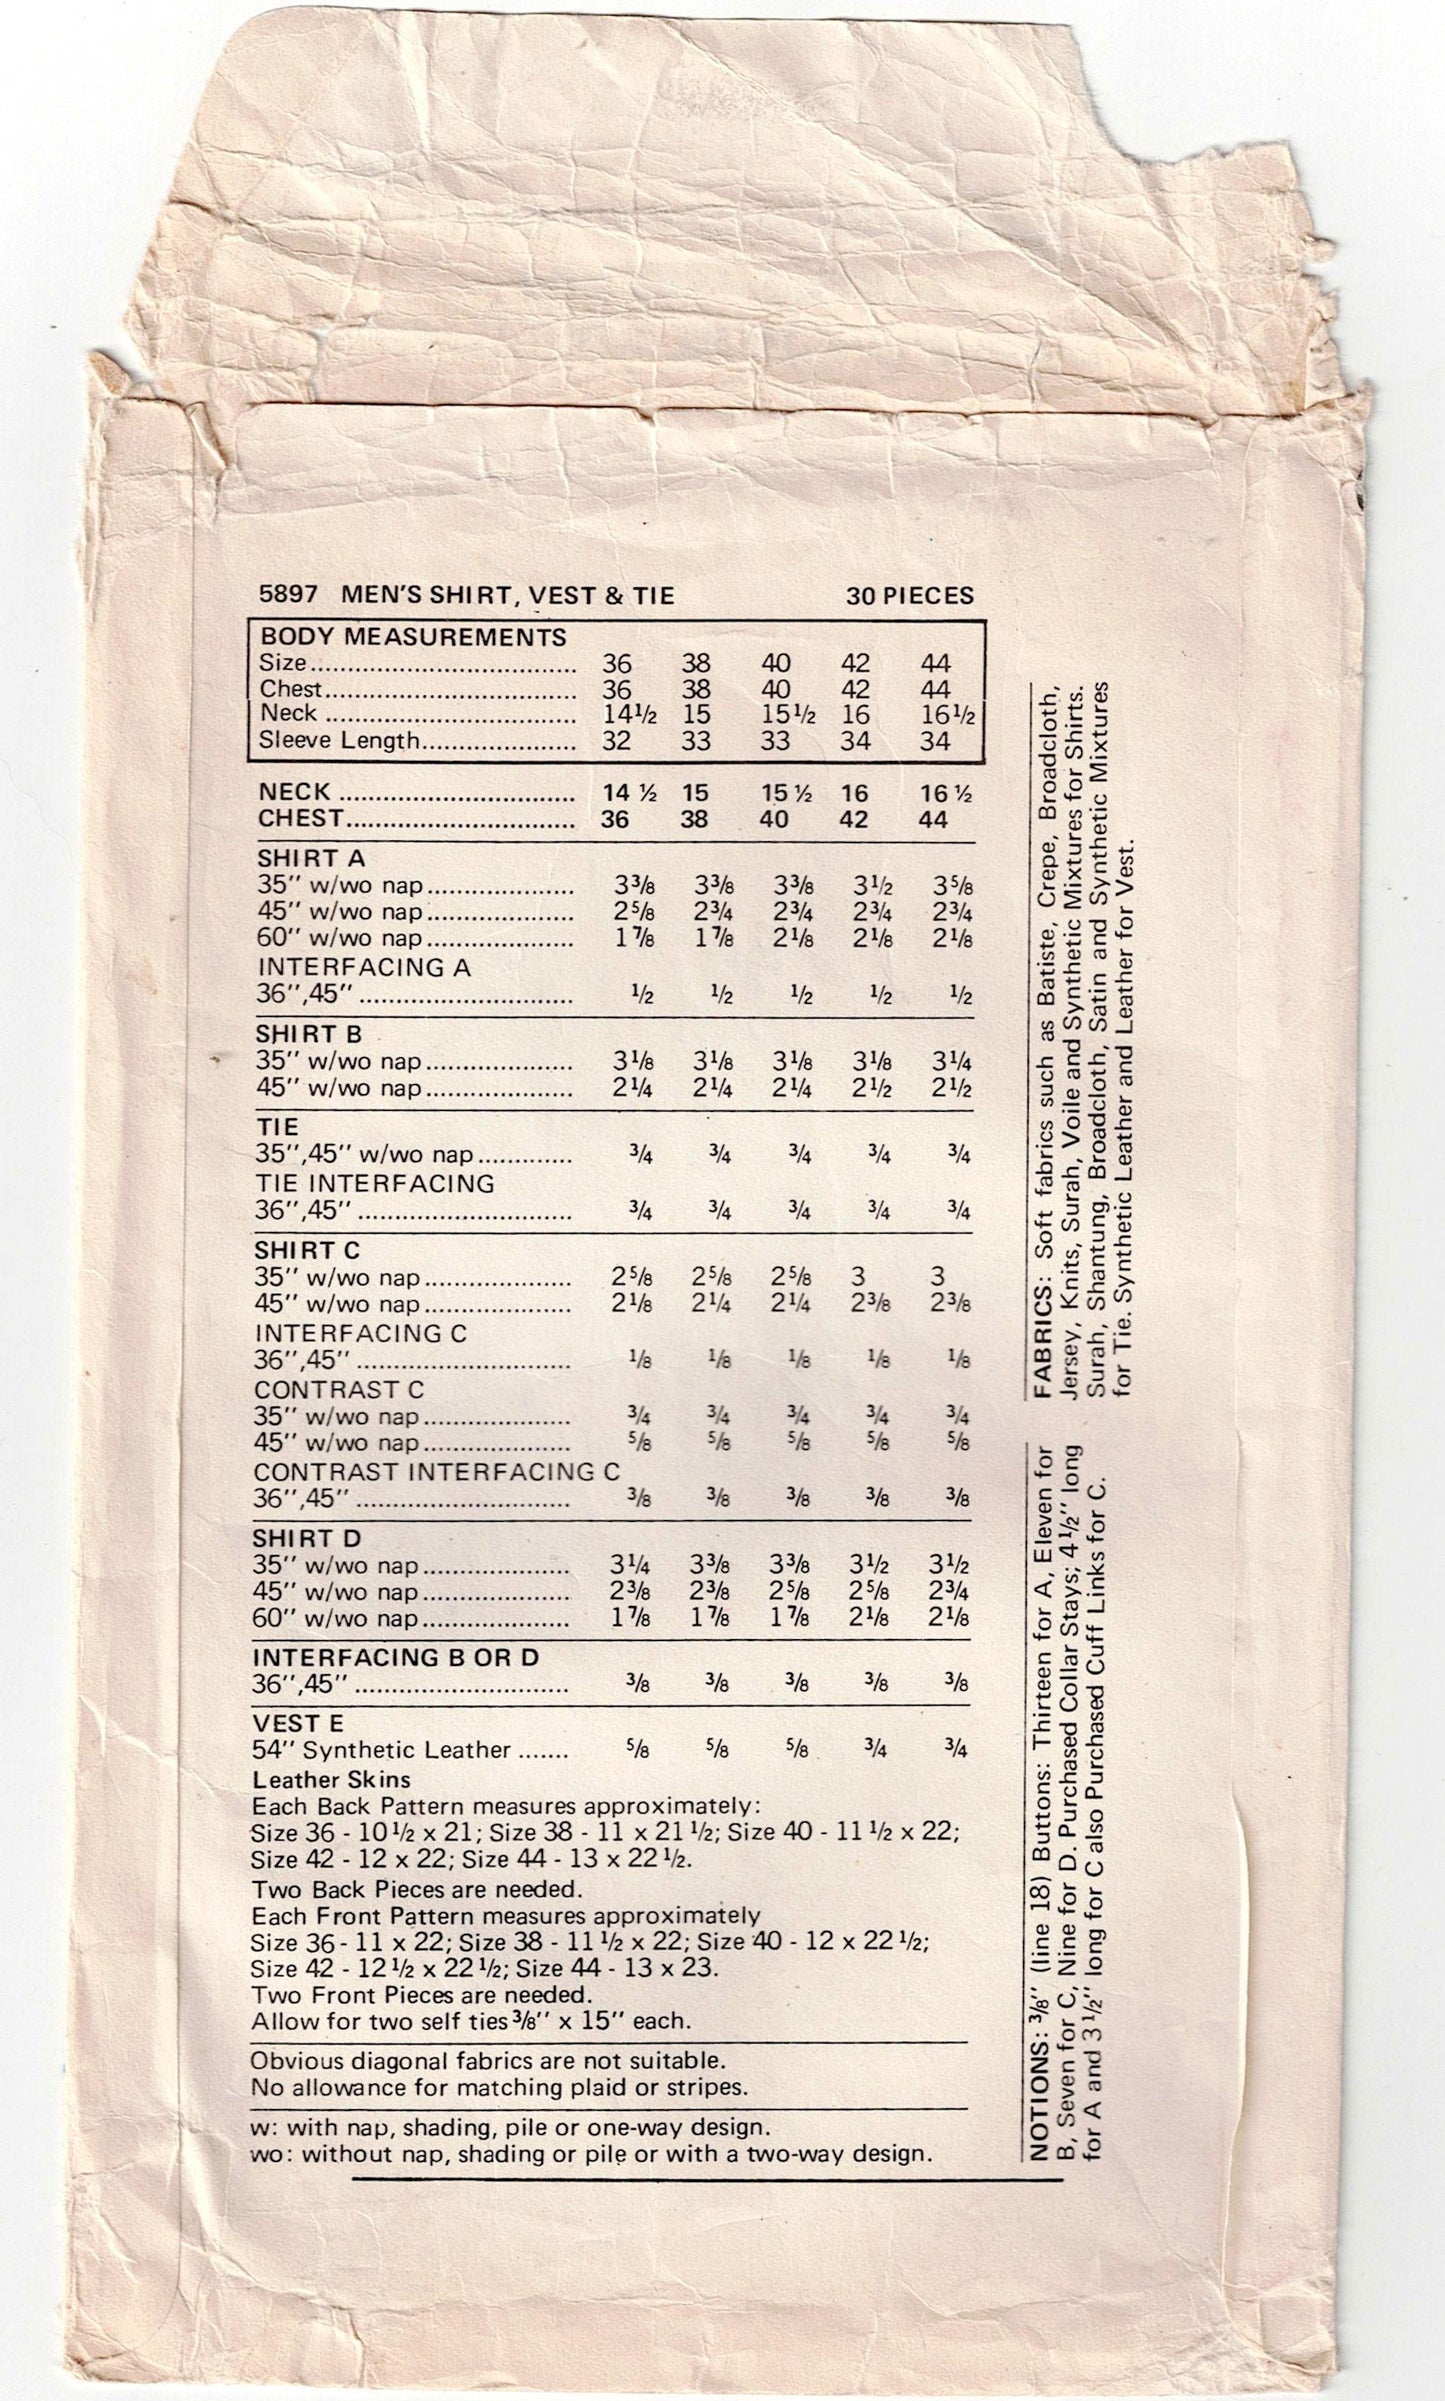 5897 MEN'S SHIRT, VEST & TIE 30 PIECES
BODY MEASUREMENTS
Size 36 38 40 42 44
Chest 36 38 40 42 44
Neck 14½ 15 15½ 16 16½
Sleeve Length 32 33 33 34 34
NECK 14 ½ 15 15 ½ 16 16 ½
CHEST 36 38 40 42 44
SHIRT A
35" w/wo nap 3⅜ 3⅜ 3⅜ 3½ 3⅝
45" w/wo nap 2⅝ 2¾ 2¾ 2¾ 2¾
60" w/wo nap 1⅞ 1⅞ 2⅛ 2⅛ 2⅛
INTERFACING A
36",45" ½ ½ ½ ½ ½
SHIRT B
35" w/wo nap 3⅛ 3⅛ 3⅛ 3⅛ 3¼
45" w/wo nap 2¼ 2¼ 2¼ 2½ 2½
TIE
35",45" w/wo nap ¾ ¾ ¾ ¾ ¾
TIE INTERFACING
36",45" ¾ ¾ ¾ ¾ ¾
SHIRT C
35" w/wo nap 2⅝ 2⅝ 2⅝ 3 3
45" w/wo nap 2⅛ 2¼ 2¼ 2⅜ 2⅜
INTERFACING C
36",45" ⅛ ⅛ ⅛ ⅛ ⅛
CONTRAST C
35" w/wo nap ¾ ¾ ¾ ¾ ¾
45" w/wo nap ⅝ ⅝ ⅝ ⅝ ⅝
CONTRAST INTERFACING C
36",45" ⅜ ⅜ ⅜ ⅜ ⅜
SHIRT D
35" w/wo nap 3¼ 3⅜ 3⅜ 3½ 3½
45" w/wo nap 2⅜ 2⅜ 2⅝ 2⅝ 2¾
60" w/wo nap 1⅞ 1⅞ 1⅞ 2⅛ 2⅛
INTERFACING B OR D
36",45" ⅜ ⅜ ⅜ ⅜ ⅜
VEST E
54" Synthetic Leather ⅝ ⅝ ⅝ ¾ ¾
Leather Skins
Each Back Pattern measures approximately:
Size 36 - 10½ x 21; Size 38 - 11 x 21½; Size 40 - 11½ x 22;
Size 42 - 12 x 22; Size 44 - 13 x 22½.
Two Back Pieces are needed.
Each Front Pattern measures approximately
Size 36 - 11 x 22; Size 38 - 11½ x 22; Size 40 - 12 x 22½;
Size 42 - 12½ x 22½; Size 44 - 13 x 23.
Two Front Pieces are needed.
Allow for two self ties ⅜" x 15" each.
Obvious diagonal fabrics are not suitable.
No allowance for matching plaid or stripes.
w: with nap, shading, pile or one-way design.
wo: without nap, shading or pile or with a two-way design.
FABRICS: Soft fabrics such as Batiste, Crepe, Broadcloth,
Jersey, Knits, Surah, Voile and Synthetic Mixtures for Shirts.
Surah, Shantung, Broadcloth, Satin and Synthetic Mixtures
for Tie. Synthetic Leather and Leather for Vest.
NOTIONS: ⅜" (line 18) Buttons: Thirteen for A, Eleven for
B, Seven for C, Nine for D. Purchased Collar Stays; 4½" long
for A and 3½" long for C also Purchased Cuff Links for C.